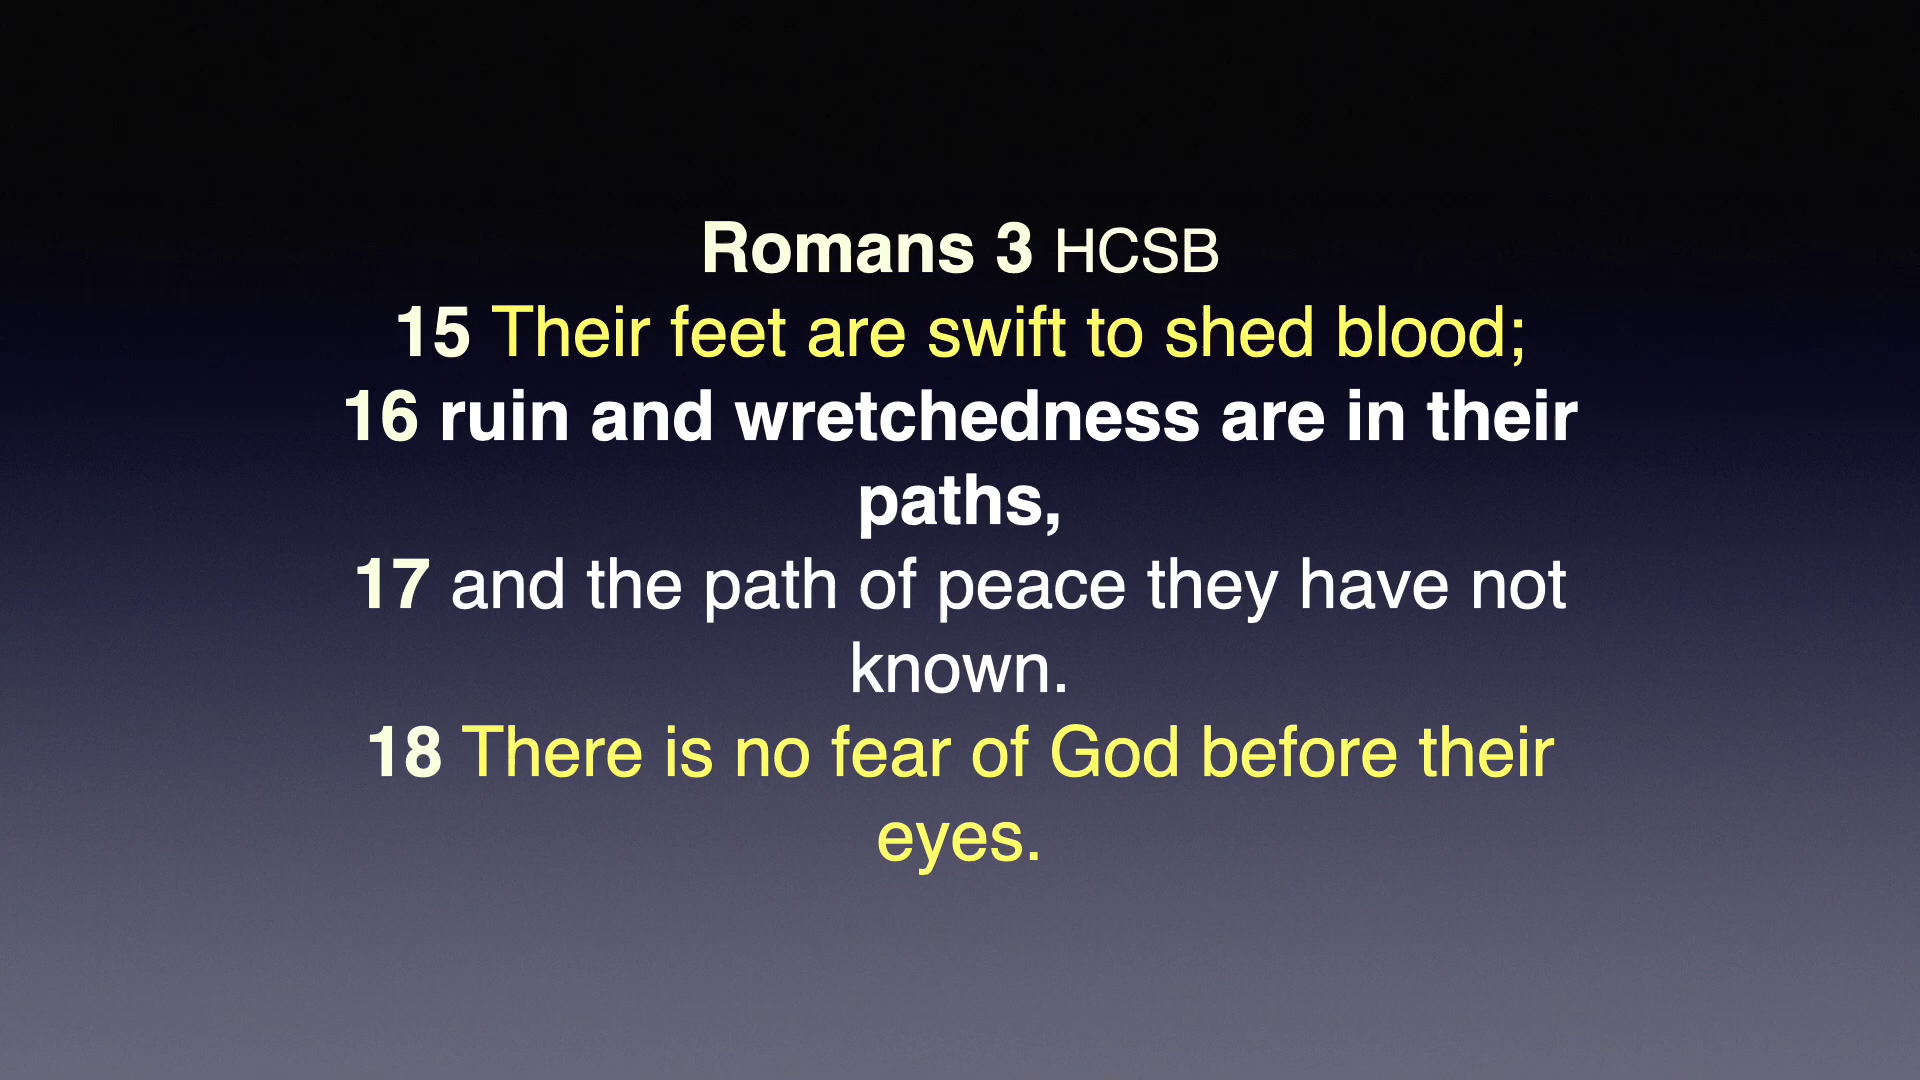 Romans 3 HCSB
15 Their feet are swift to shed blood;
16 ruin and wretchedness are in their
paths,
17 and the path of peace they have not
known.
18 There is no fear of God before their
eyes.